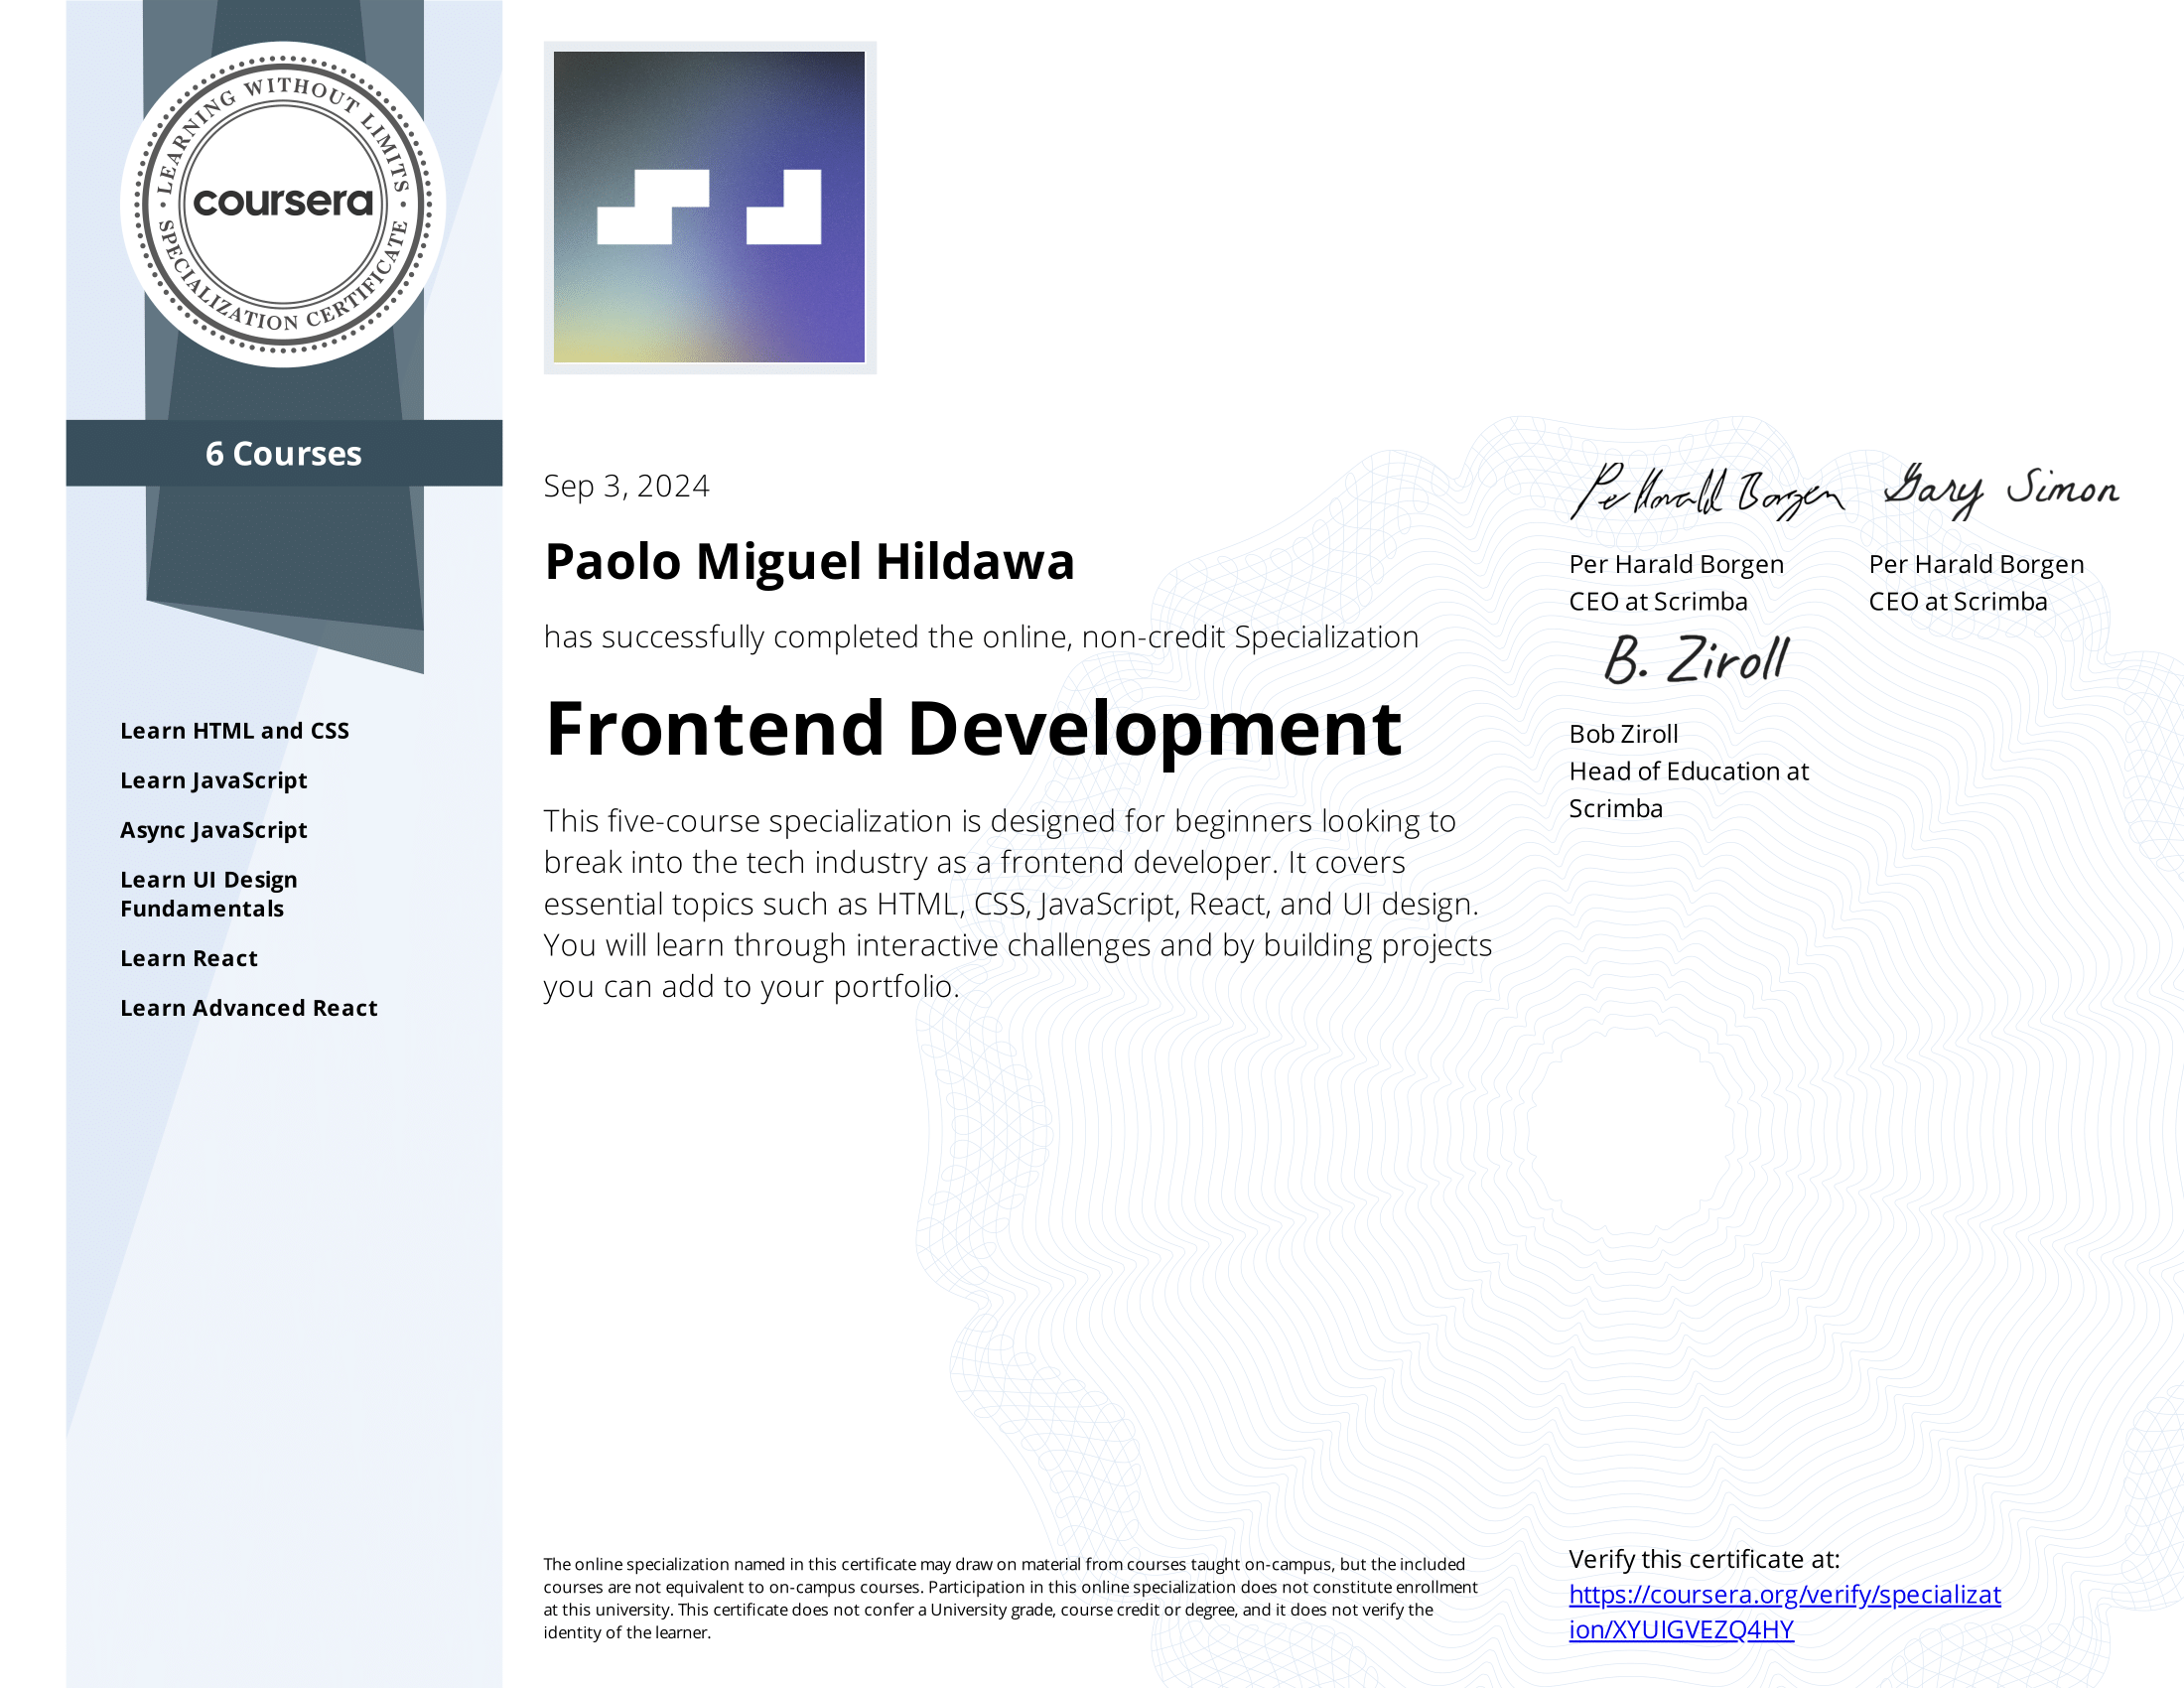 LEARNING WITHOUT LIMITS
coursera
SPECIALIZATION CERTIFICATE
6 Courses
Learn HTML and CSS
Learn JavaScript
Async JavaScript
Learn UI Design
Fundamentals
Learn React
Learn Advanced React
Sep 3, 2024
Paolo Miguel Hildawa
has successfully completed the online, non-credit Specialization
Frontend Development
This five-course specialization is designed for beginners looking to
break into the tech industry as a frontend developer. It covers
essential topics such as HTML, CSS, JavaScript, React, and UI design.
You will learn through interactive challenges and by building projects
you can add to your portfolio.
Per Harald Borgen
Per Harald Borgen
CEO at Scrimba
Gary Simon
Per Harald Borgen
CEO at Scrimba
B. Ziroll
Bob Ziroll
Head of Education at
Scrimba
The online specialization named in this certificate may draw on material from courses taught on-campus, but the included
courses are not equivalent to on-campus courses. Participation in this online specialization does not constitute enrollment
at this university. This certificate does not confer a University grade, course credit or degree, and it does not verify the
identity of the learner.
Verify this certificate at:
https://coursera.org/verify/specializat
ion/XYUIGVEZQ4HY